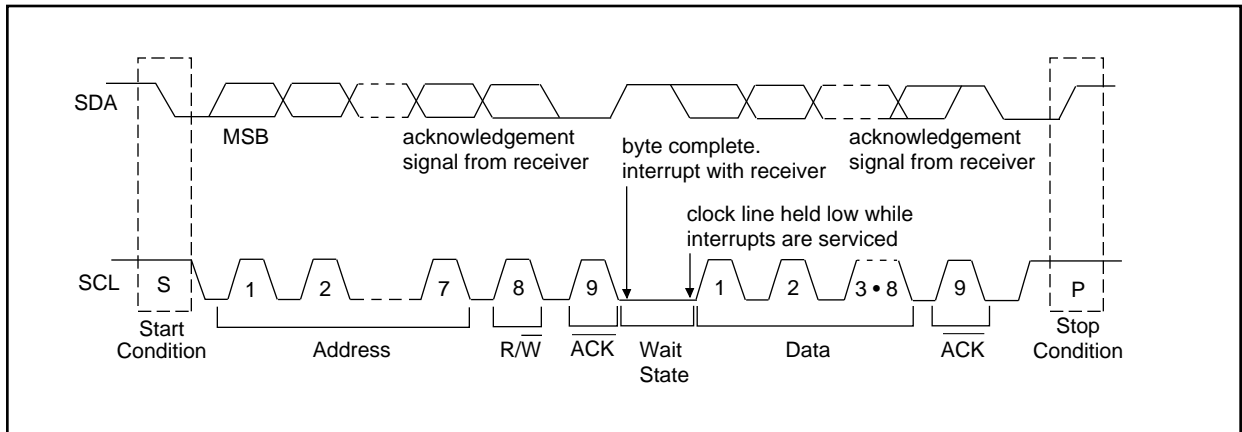 SDA
MSB
acknowledgement
signal from receiver
byte complete.
interrupt with receiver
acknowledgement
signal from receiver
clock line held low while
interrupts are serviced
SCL
S
1
2
7
8
9
1
2
3 • 8
9
P
Start
Condition
Address
R/W̅
A̅C̅K̅
Wait
State
Data
A̅C̅K̅
Stop
Condition